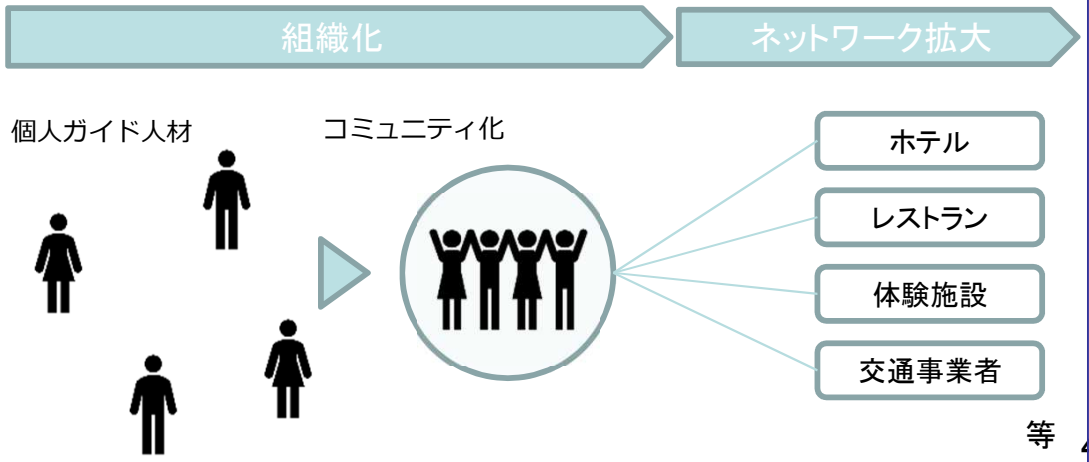 組織化
ネットワーク拡大
個人ガイド人材
コミュニティ化
ホテル
レストラン
体験施設
交通事業者
等